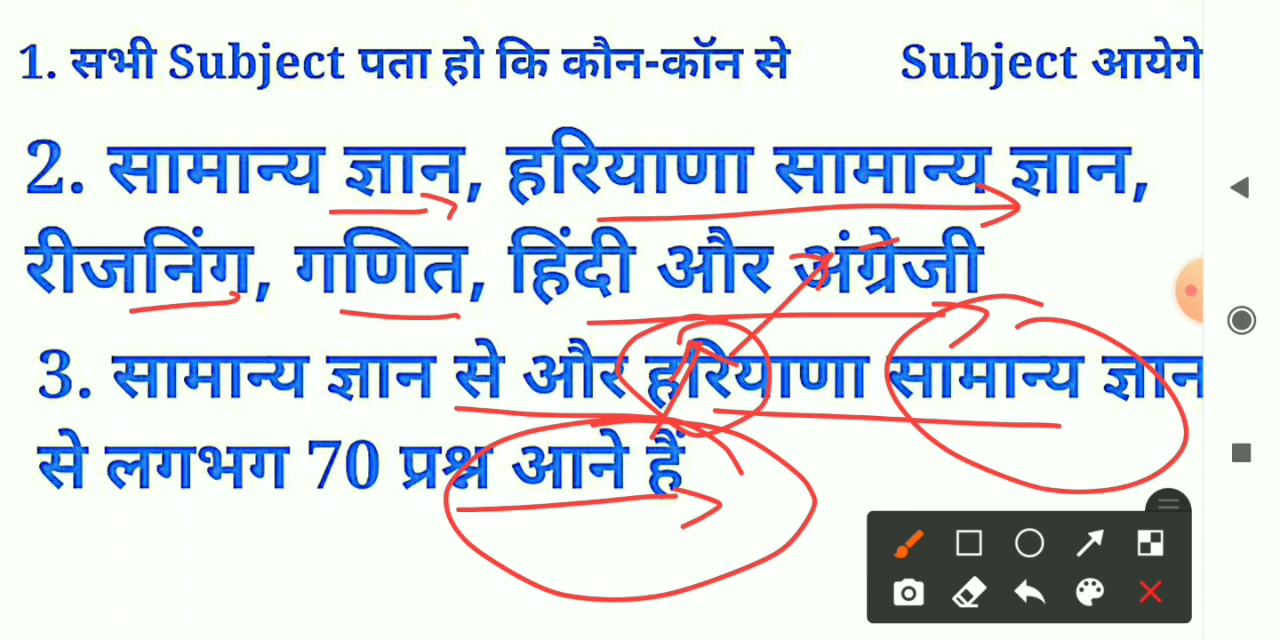 1. सभी Subject पता हो कि कौन-कॉन से Subject आयेगे
2. सामान्य ज्ञान, हरियाणा सामान्य ज्ञान,
रीजनिंग, गणित, हिंदी और अंग्रेजी
3. सामान्य ज्ञान से और हरियाणा सामान्य ज्ञान
से लगभग 70 प्रश्न आने हैं